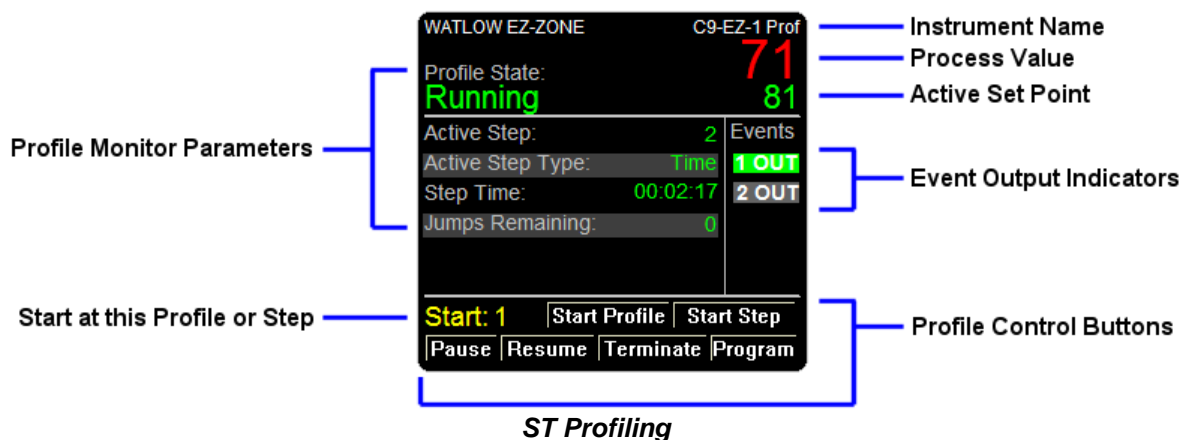 WATLOW EZ-ZONE C9-EZ-1 Prof
Instrument Name
71
Process Value
Profile State:
Running
81
Active Set Point
Profile Monitor Parameters
Active Step: 2
Events
Active Step Type: Time
1 OUT
Step Time: 00:02:17
2 OUT
Event Output Indicators
Jumps Remaining: 0
Start at this Profile or Step
Start: 1 Start Profile Start Step
Pause Resume Terminate Program
Profile Control Buttons
ST Profiling